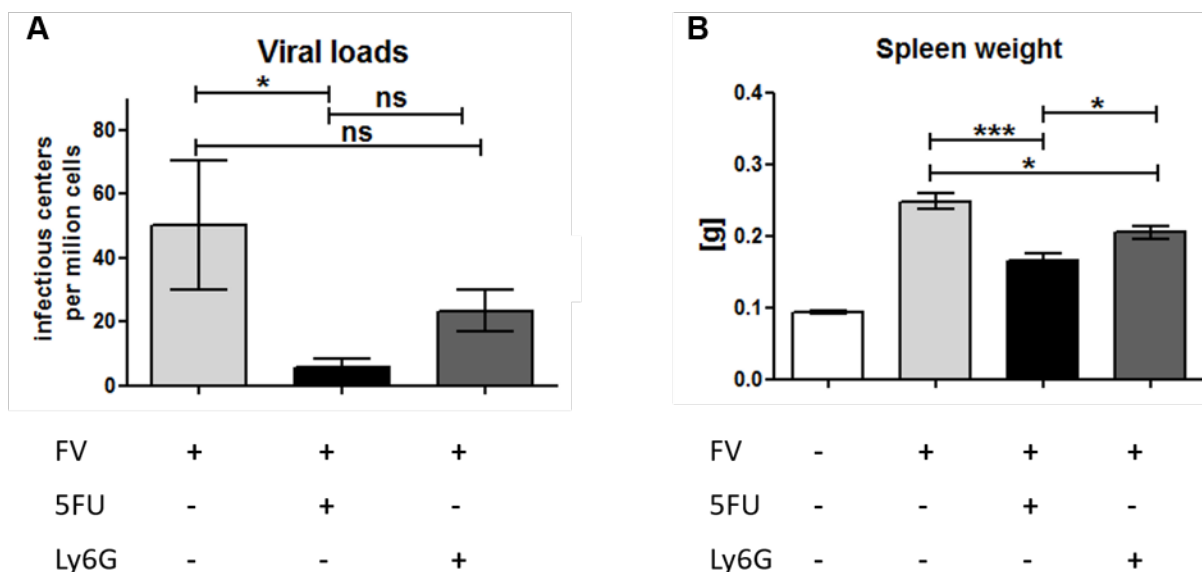 A
Viral loads
*
ns
ns
infectious centers
per million cells
80
60
40
20
0
FV + + +
5FU - + -
Ly6G - - +
B
Spleen weight
*
***
*
[g]
0.4
0.3
0.2
0.1
0.0
FV - + + +
5FU - - + -
Ly6G - - - +